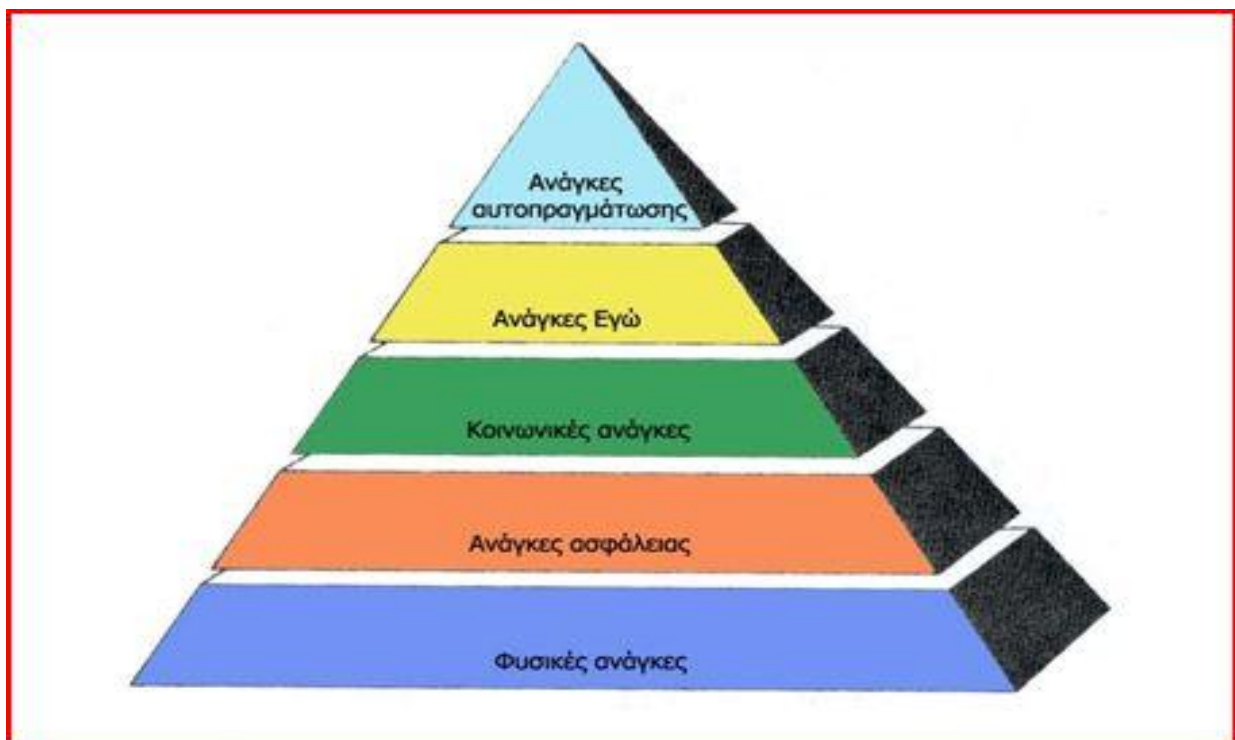 Ανάγκες
αυτοπραγμάτωσης
Ανάγκες Εγώ
Κοινωνικές ανάγκες
Ανάγκες ασφάλειας
Φυσικές ανάγκες